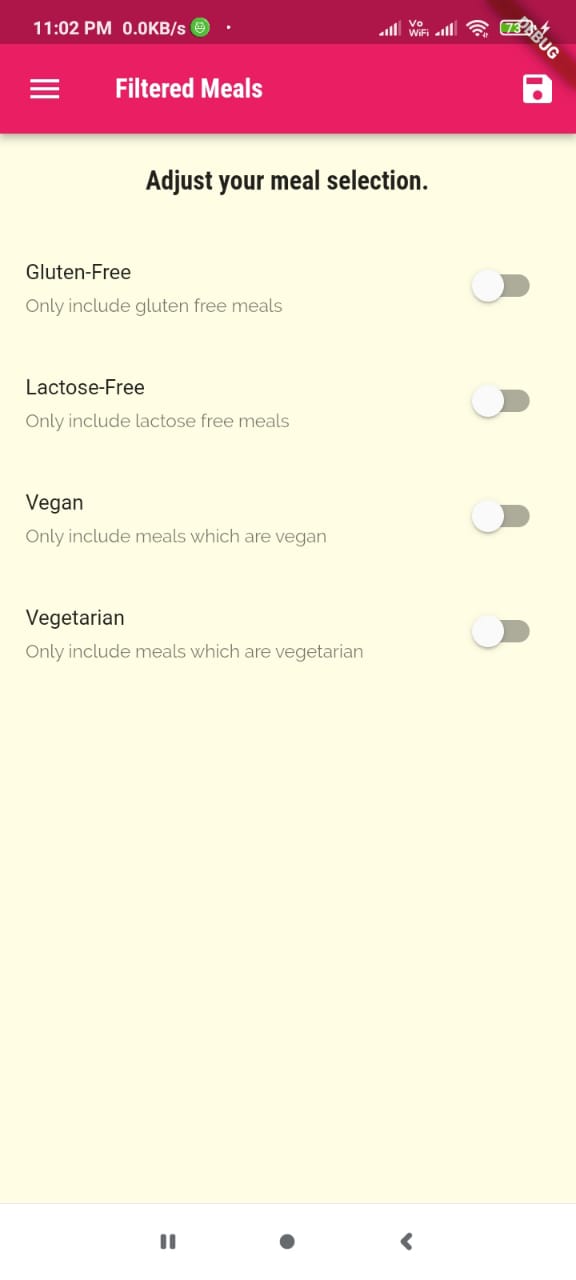 11:02 PM 0.0KB/s
Vo
WiFi
73
DEBUG
Filtered Meals
Adjust your meal selection.
Gluten-Free
Only include gluten free meals
Lactose-Free
Only include lactose free meals
Vegan
Only include meals which are vegan
Vegetarian
Only include meals which are vegetarian